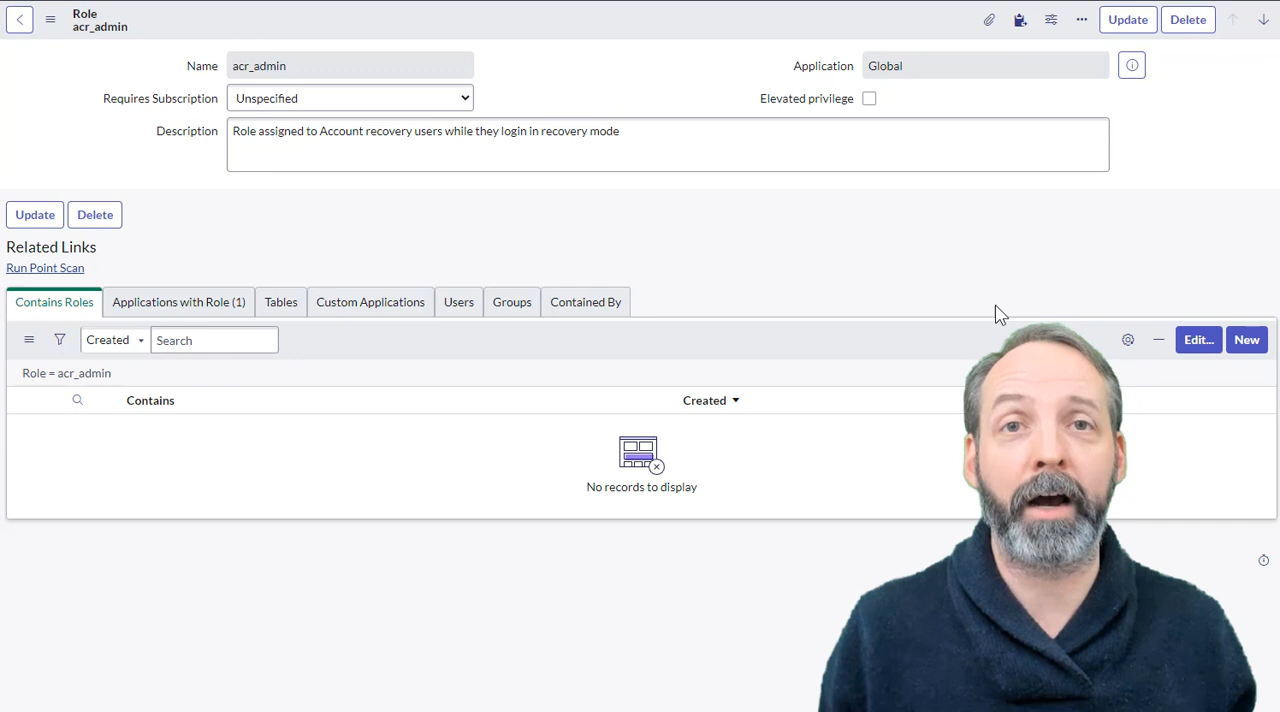 Role
acr_admin
Update
Delete
Name
acr_admin
Application
Global
Requires Subscription
Unspecified
Elevated privilege
Description
Role assigned to Account recovery users while they login in recovery mode
Update
Delete
Related Links
Run Point Scan
Contains Roles
Applications with Role (1)
Tables
Custom Applications
Users
Groups
Contained By
Created
Search
Edit...
New
Role = acr_admin
Contains
Created
No records to display